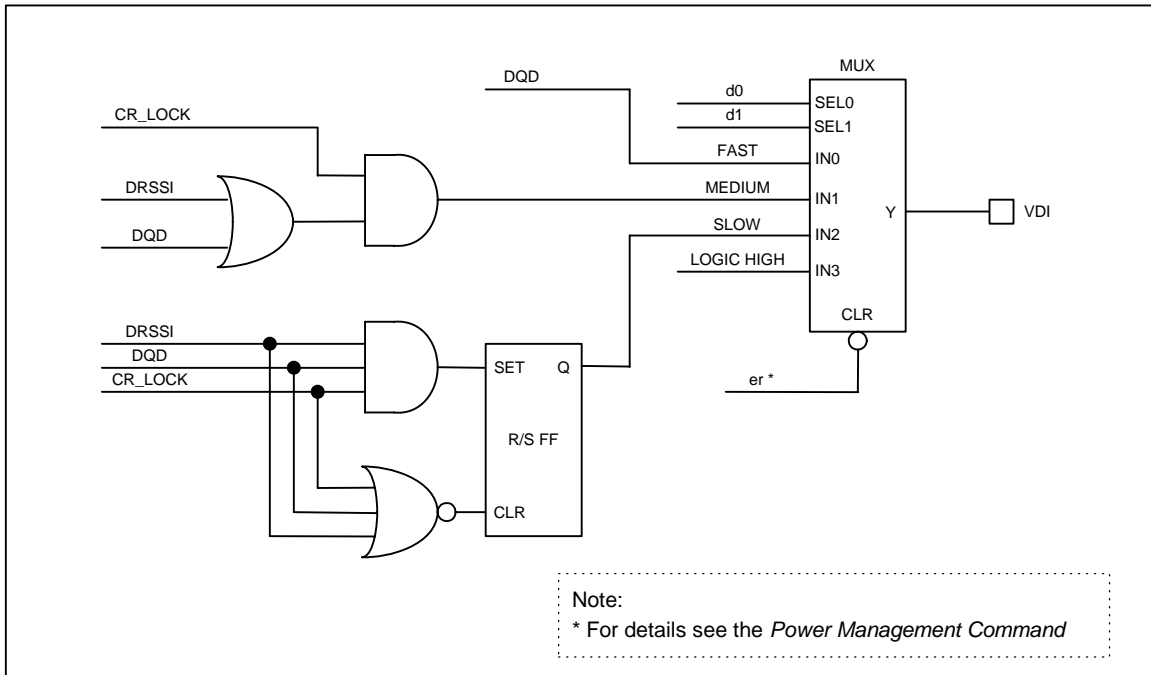 MUX
DQD
d0
SEL0
CR_LOCK
d1
SEL1
FAST
IN0
DRSSI
MEDIUM
IN1
Y
VDI
DQD
SLOW
IN2
LOGIC HIGH
IN3
CLR
DRSSI
DQD
SET
Q
CR_LOCK
er *
R/S FF
CLR
Note:
* For details see the Power Management Command